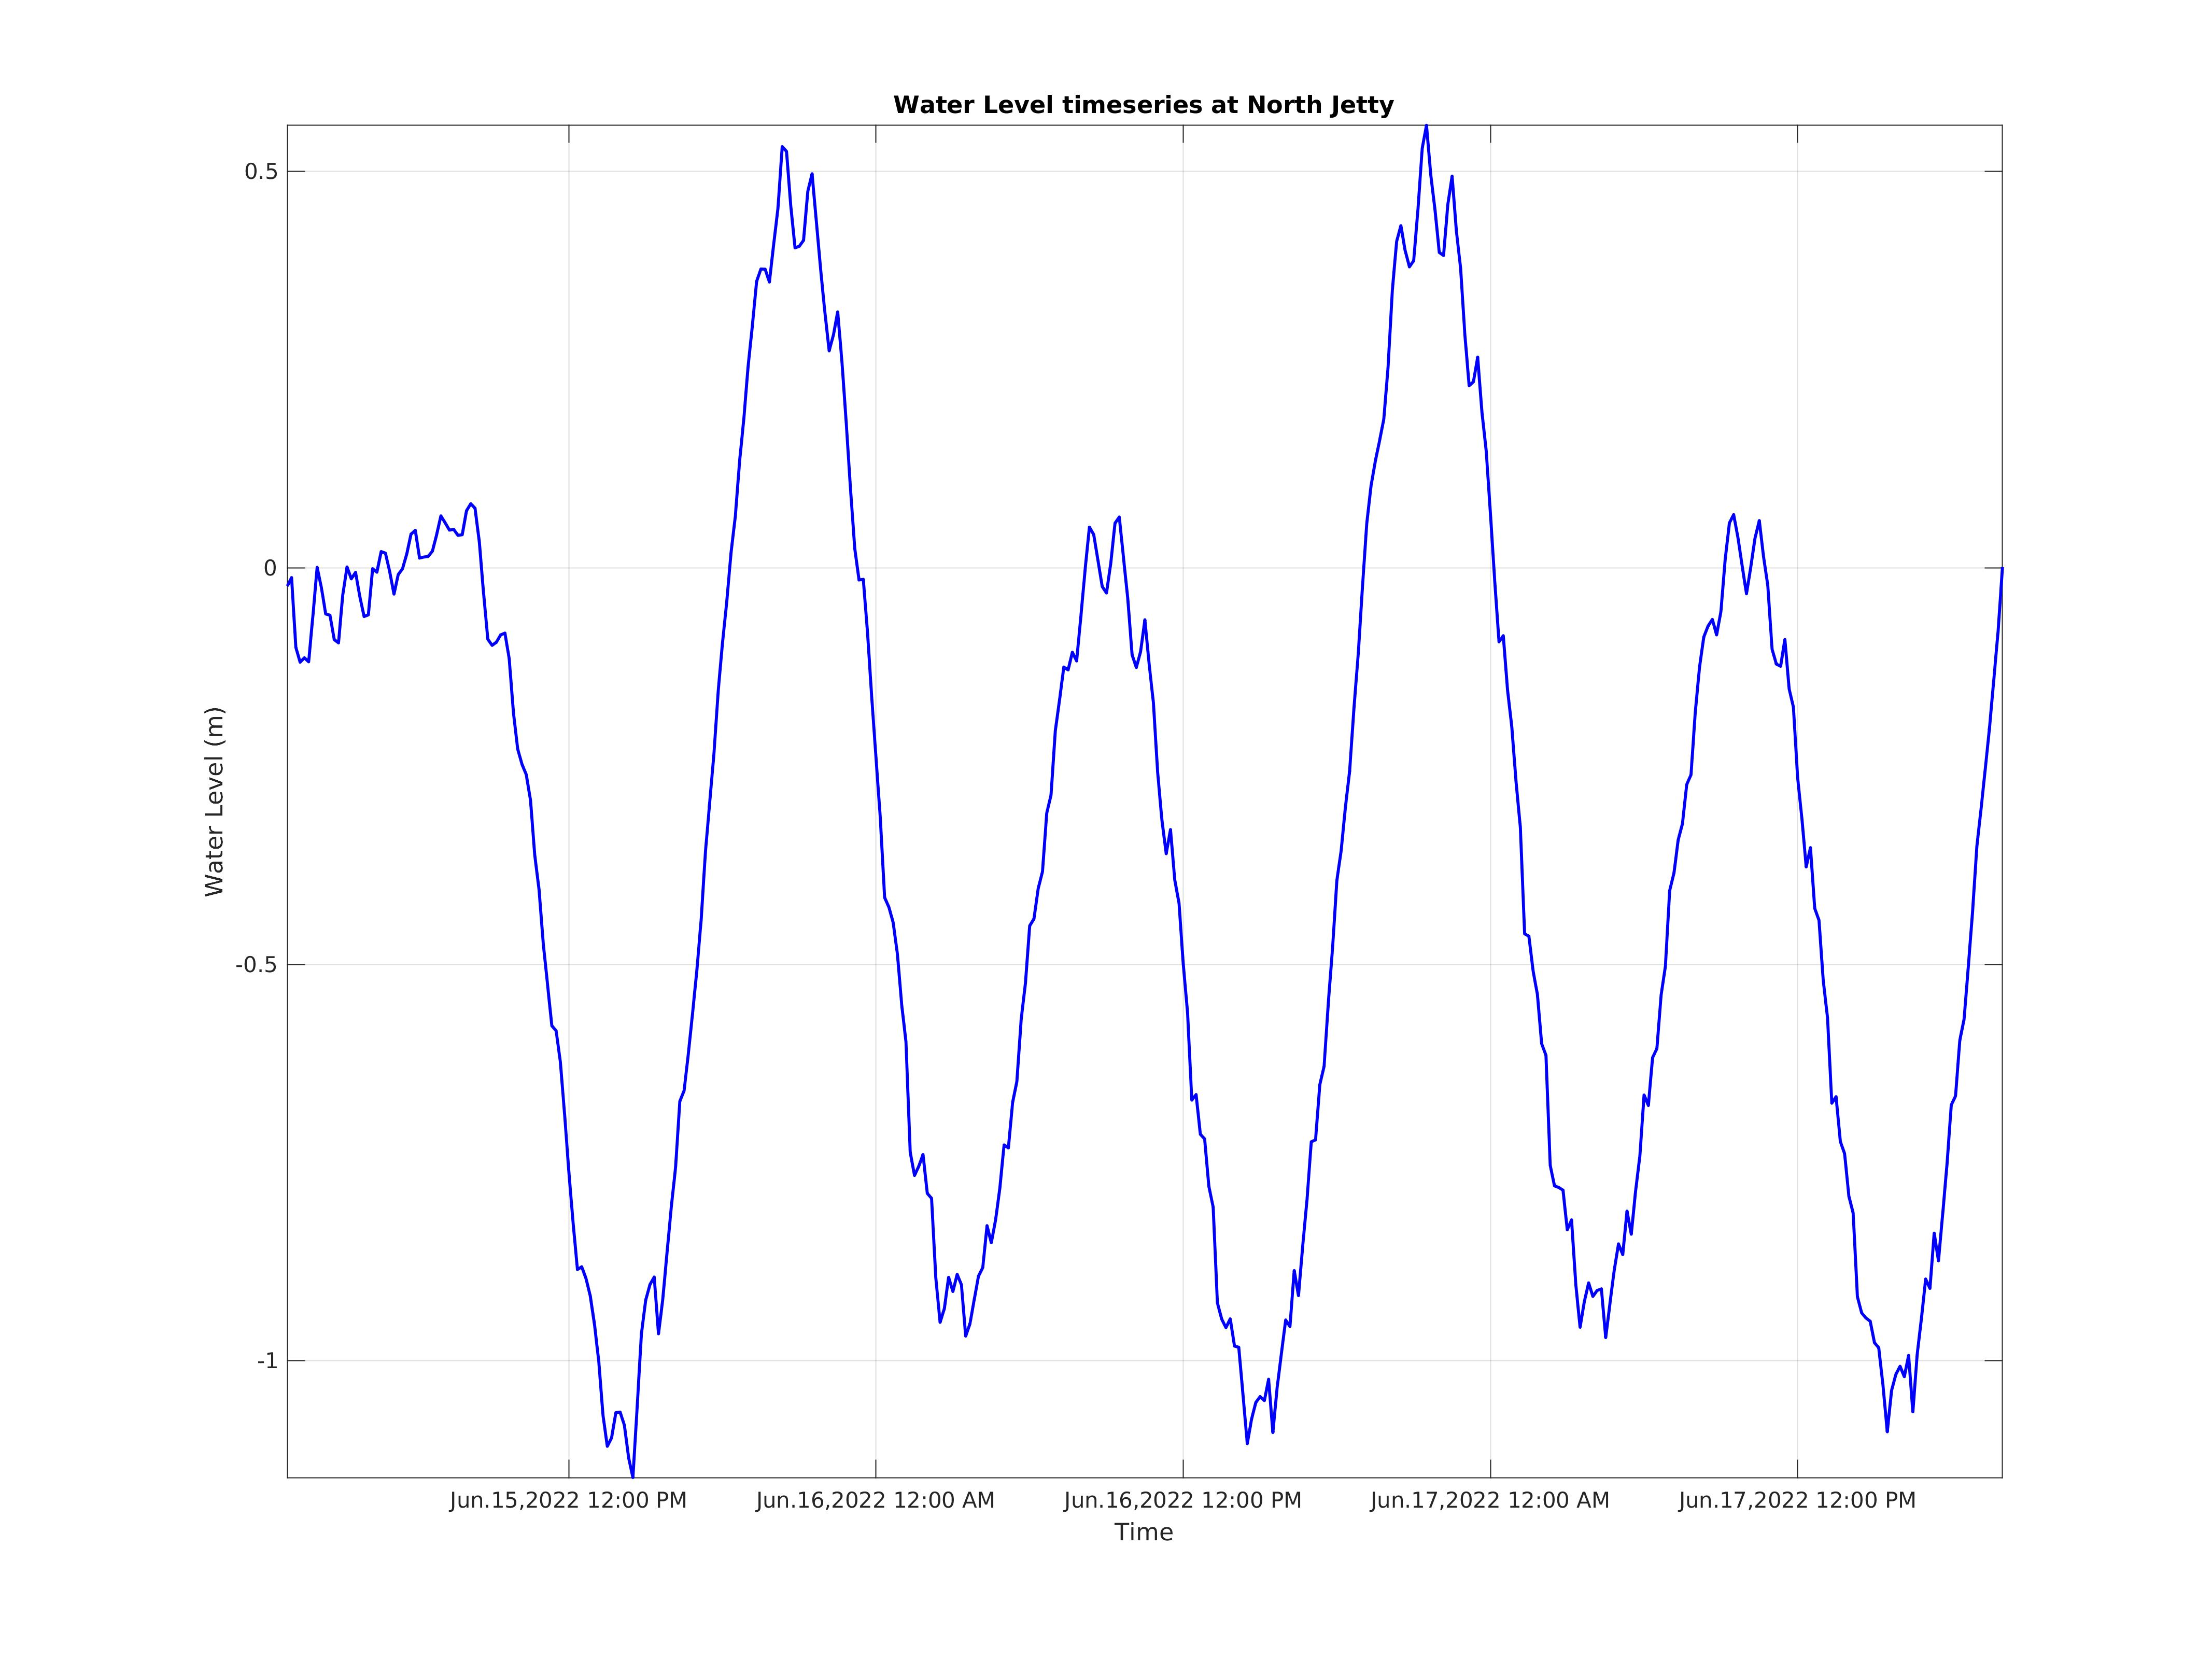 Water Level timeseries at North Jetty
0.5
0
-0.5
-1
Water Level (m)
Jun.15,2022 12:00 PM
Jun.16,2022 12:00 AM
Jun.16,2022 12:00 PM
Jun.17,2022 12:00 AM
Jun.17,2022 12:00 PM
Time